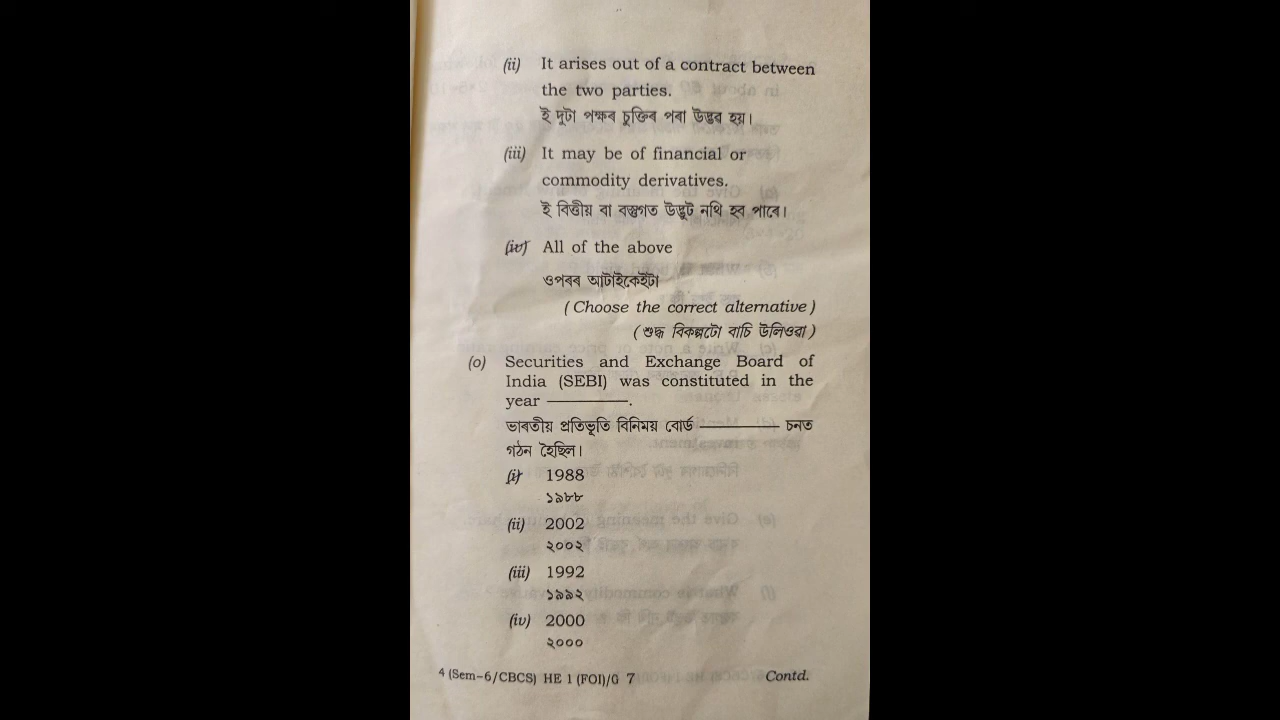 (ii) It arises out of a contract between
the two parties.
ই দুটা পক্ষৰ চুক্তিৰ পৰা উদ্ভৱ হয়।
(iii) It may be of financial or
commodity derivatives.
ই বিত্তীয় বা বস্তুগত উদ্ভুট নথি হব পাৰে।
(iv) All of the above
ওপৰৰ আটাইকেইটা
(Choose the correct alternative)
(শুদ্ধ বিকল্পটো বাচি উলিওৱা)
(o) Securities and Exchange Board of
India (SEBI) was constituted in the
year ———.
ভাৰতীয় প্ৰতিভূতি বিনিময় বোৰ্ড ——— চনত
গঠন হৈছিল।
(i) 1988
১৯৮৮
(ii) 2002
২০০২
(iii) 1992
১৯৯২
(iv) 2000
২০০০
4 (Sem-6/CBCS) HE 1 (FOI)/G 7 Contd.